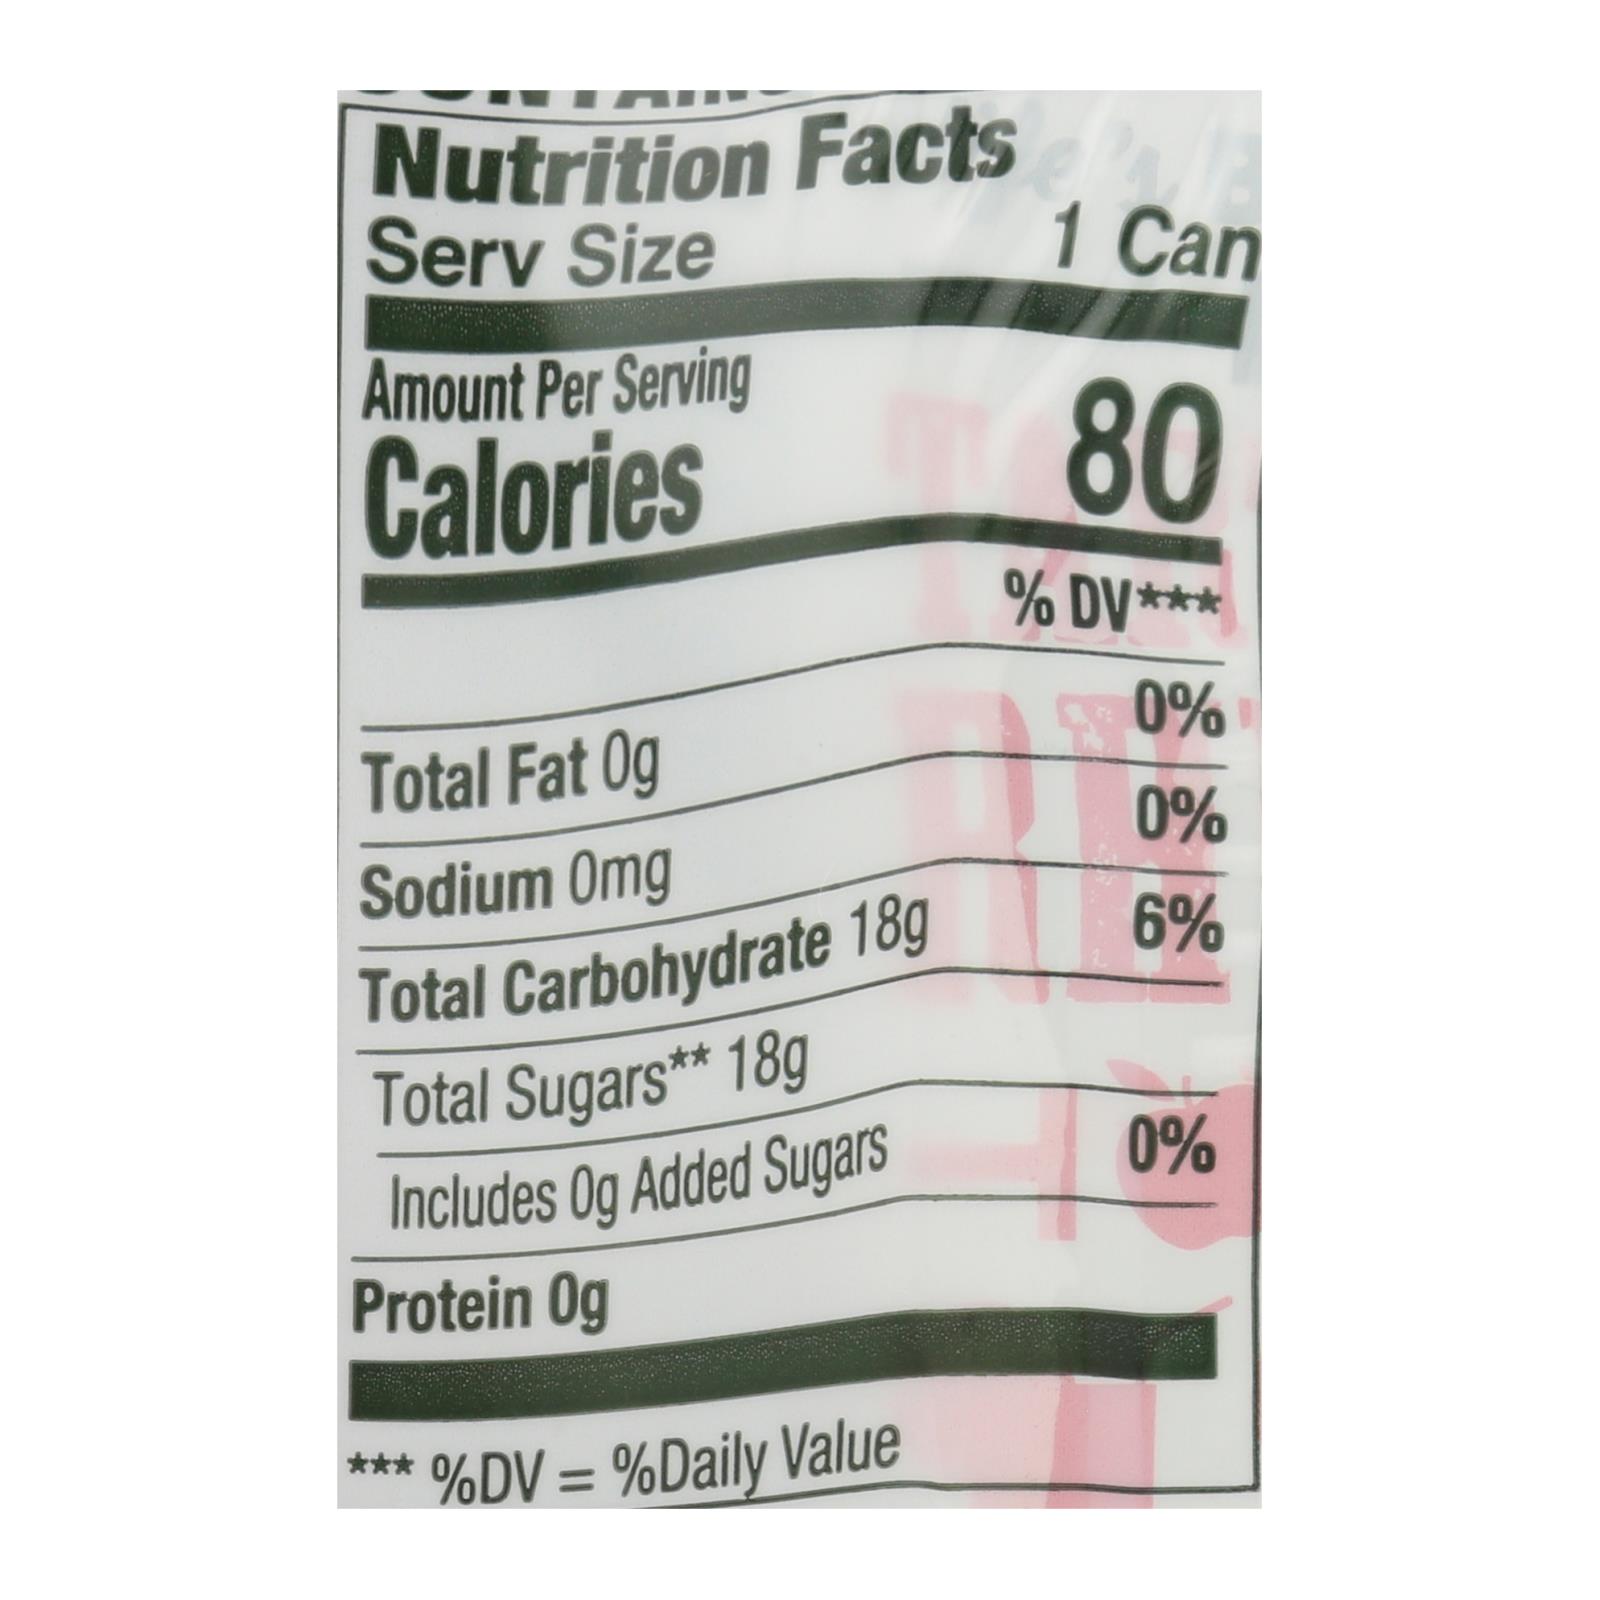 Nutrition Facts
Serv Size 1 Can
Amount Per Serving
Calories 80
% DV***
Total Fat 0g 0%
Sodium 0mg 0%
Total Carbohydrate 18g 6%
Total Sugars** 18g
Includes 0g Added Sugars 0%
Protein 0g
*** %DV = %Daily Value